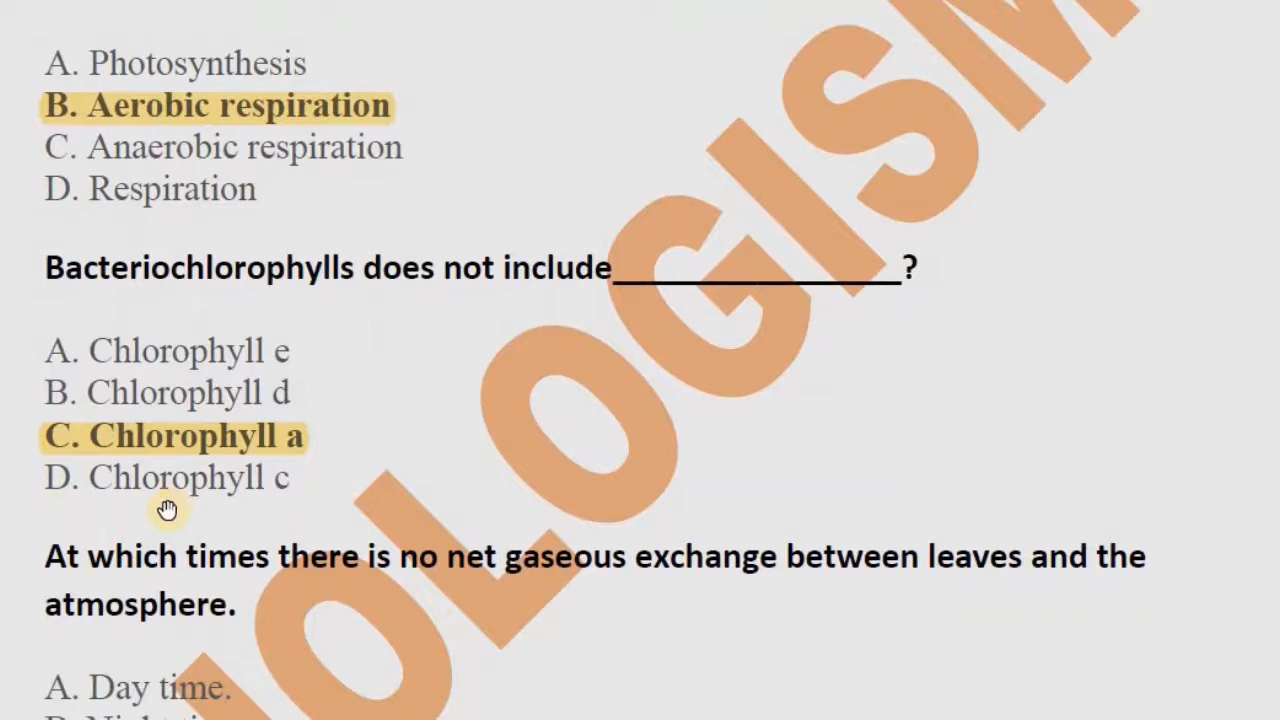 A. Photosynthesis
B. Aerobic respiration
C. Anaerobic respiration
D. Respiration
Bacteriochlorophylls does not include________________?
A. Chlorophyll e
B. Chlorophyll d
C. Chlorophyll a
D. Chlorophyll c
At which times there is no net gaseous exchange between leaves and the
atmosphere.
A. Day time.
IOLOGISM